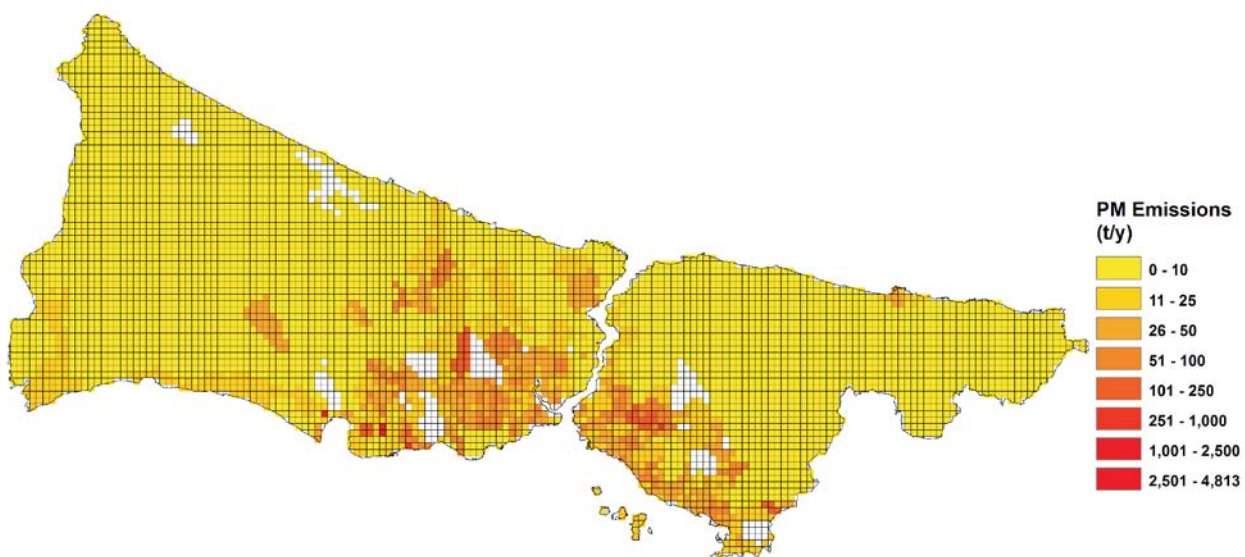 PM Emissions
(t/y)
0 - 10
11 - 25
26 - 50
51 - 100
101 - 250
251 - 1,000
1,001 - 2,500
2,501 - 4,813